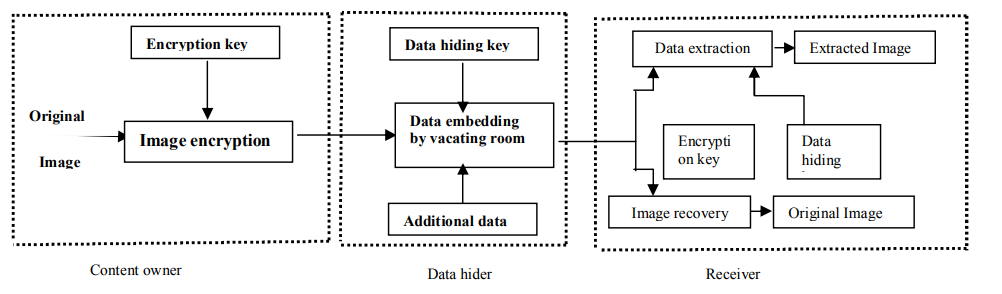 Encryption key
Original
Image
Image encryption
Content owner
Data hiding key
Data embedding
by vacating room
Additional data
Data hider
Data extraction
Extracted Image
Encrypti
on key
Data
hiding
Image recovery
Original Image
Receiver